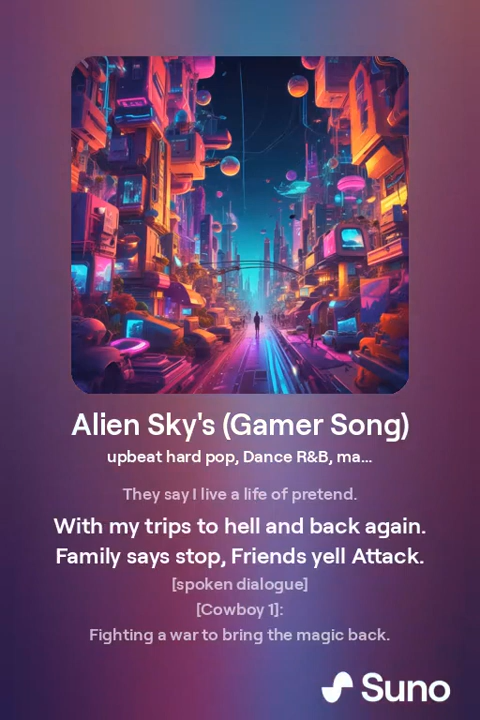 Alien Sky's (Gamer Song)
upbeat hard pop, Dance R&B, ma...
They say I live a life of pretend.
With my trips to hell and back again.
Family says stop, Friends yell Attack.
[spoken dialogue]
[Cowboy 1]:
Fighting a war to bring the magic back.
Suno